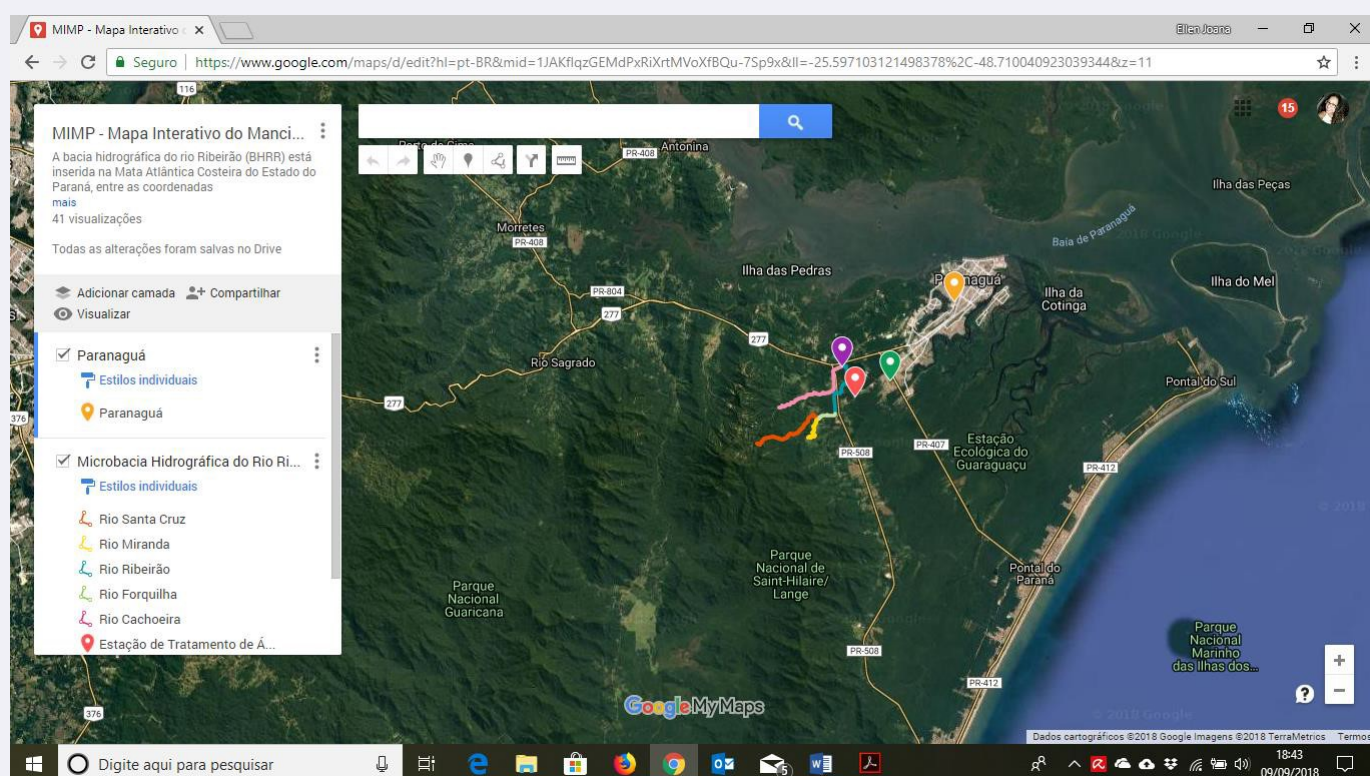 MIMP - Mapa Interativo
Ellen Joana
Seguro | https://www.google.com/maps/d/edit?hl=pt-BR&mid=1JAKflqzGEMdPxRiXrtMVoXfBQu-7Sp9x&ll=-25.597103121498378%2C-48.710040923039344&z=11
MIMP - Mapa Interativo do Manci...
A bacia hidrográfica do rio Ribeirão (BHRR) está
inserida na Mata Atlântica Costeira do Estado do
Paraná, entre as coordenadas
mais
41 visualizações
Todas as alterações foram salvas no Drive
Adicionar camada Compartilhar
Visualizar
Paranaguá
Estilos individuais
Paranaguá
Microbacia Hidrográfica do Rio Ri...
Estilos individuais
Rio Santa Cruz
Rio Miranda
Rio Ribeirão
Rio Forquilha
Rio Cachoeira
Estação de Tratamento de Á...
15
116
PR-408
Antonina
Ilha das Peças
Morretes
PR-408
Baia de Paranaguá
Ilha das Pedras
Ilha do Mel
PR-804
277
Ilha da
Cotinga
277
Rio Sagrado
Pontal do Sul
277
376
PR-508
PR-407
Estação
Ecológica do
Guaraguaçu
PR-412
Parque
Nacional de
Saint-Hilaire/
Lange
Pontal do
Paraná
Parque
Nacional
Guaricana
Parque
Nacional
Marinho
das Ilhas dos...
PR-508
PR-412
376
Google My Maps
Dados cartográficos ©2018 Google Imagens ©2018 TerraMetrics Termos
Digite aqui para pesquisar
5
18:43
09/09/2018